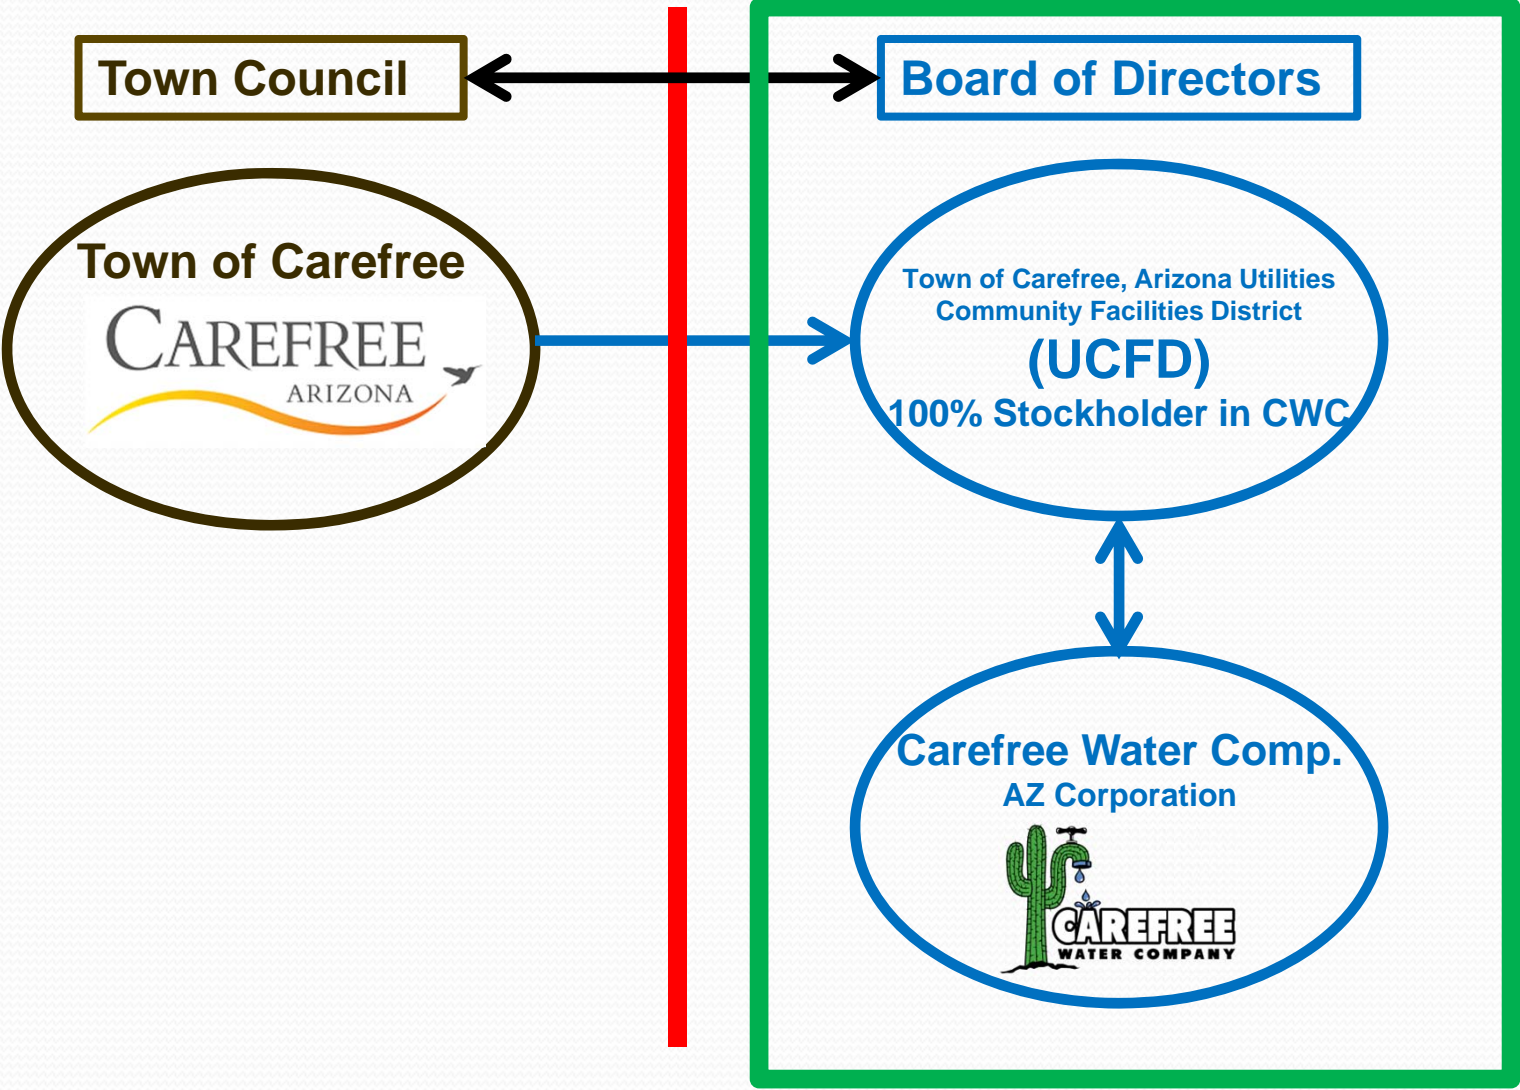 Town Council
Board of Directors
Town of Carefree
CAREFREE
ARIZONA
Town of Carefree, Arizona Utilities
Community Facilities District
(UCFD)
100% Stockholder in CWC
Carefree Water Comp.
AZ Corporation
CAREFREE
WATER COMPANY